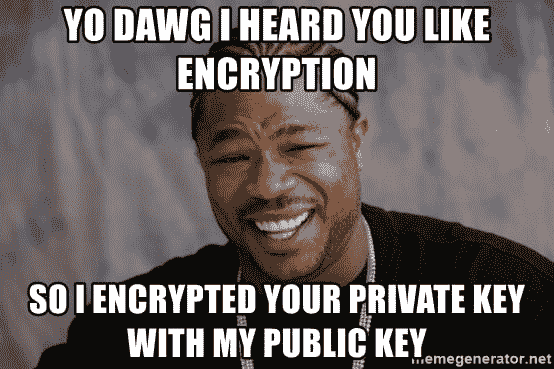 YO DAWG I HEARD YOU LIKE
ENCRYPTION
SO I ENCRYPTED YOUR PRIVATE KEY
WITH MY PUBLIC KEY
memegenerator.net